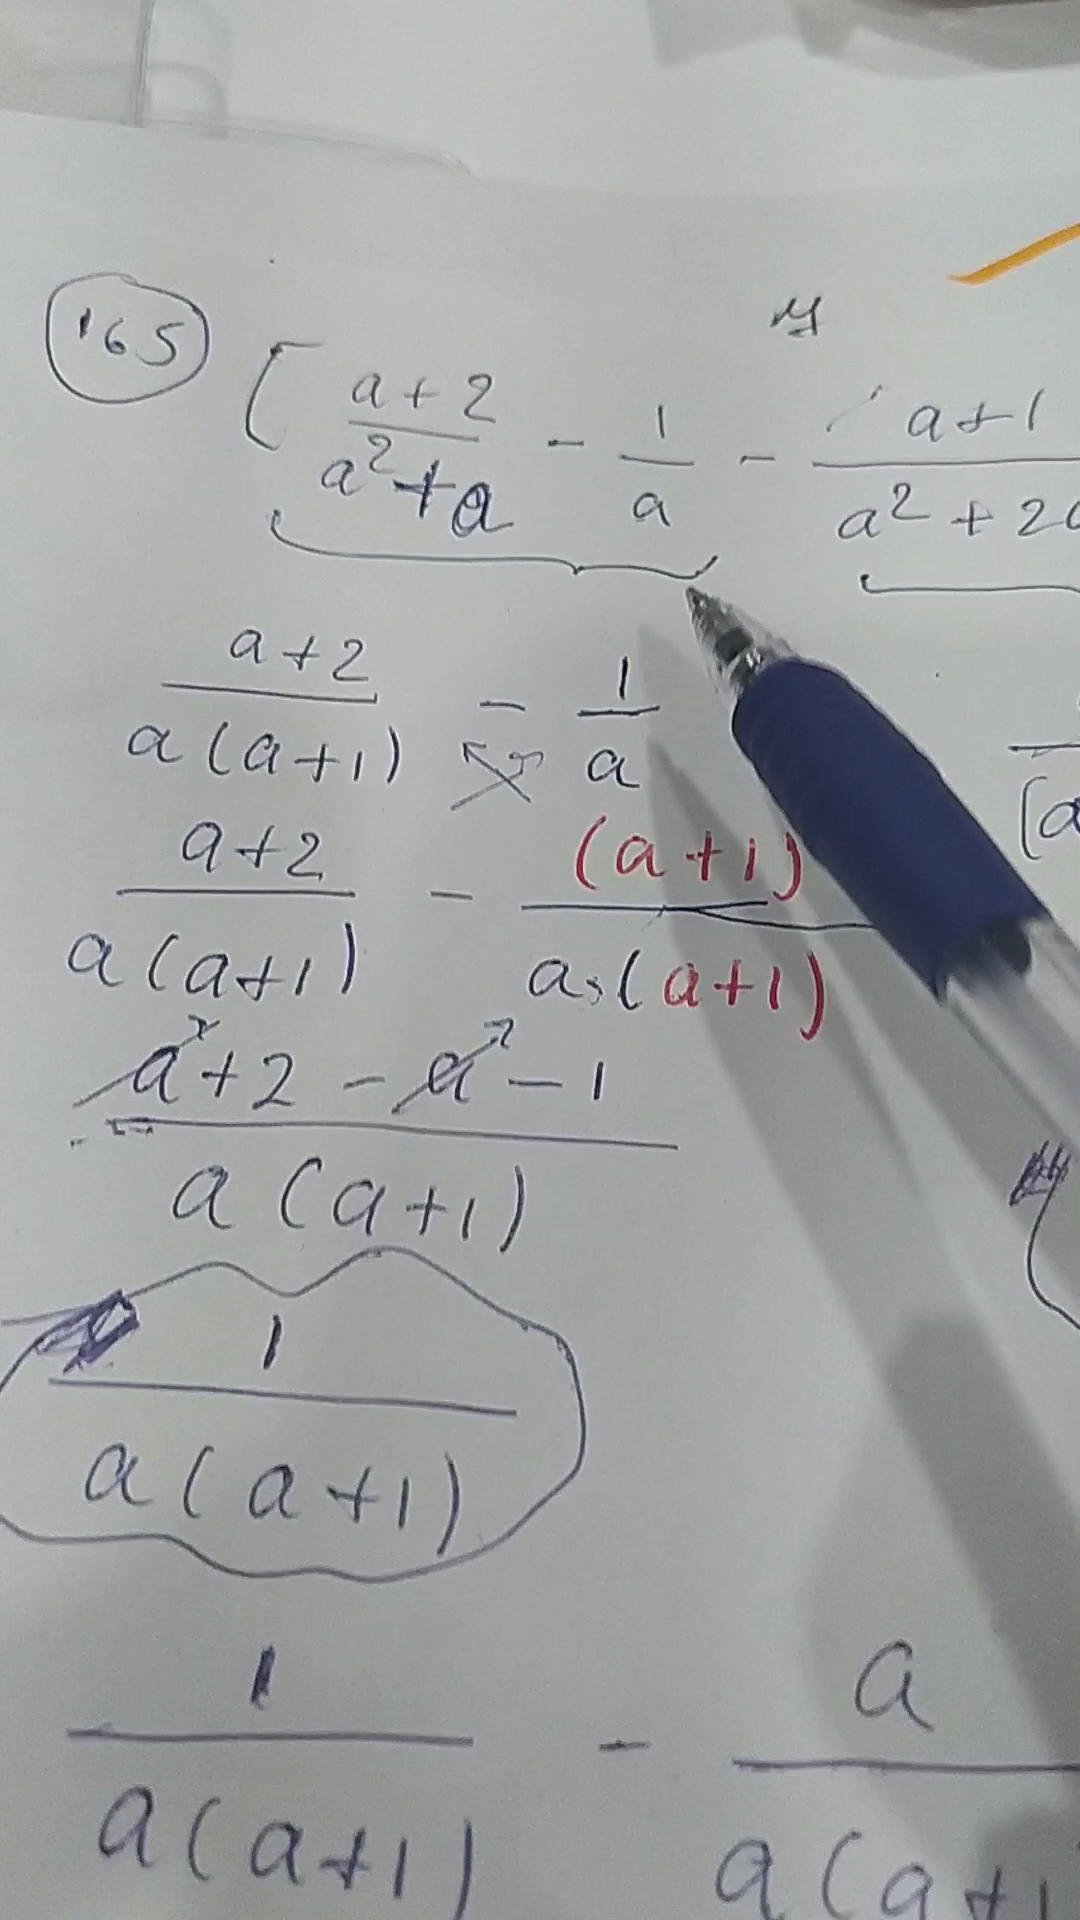 165
[ (a+2)/(a²+a) - 1/a - (a+1)/(a²+2
(a+2)/(a(a+1)) - 1/a
(a+2)/(a(a+1)) - (a+1)/(a·(a+1))
(a+2-a-1)/(a(a+1))
1/(a(a+1))
1/(a(a+1)) - a/(a(a+1